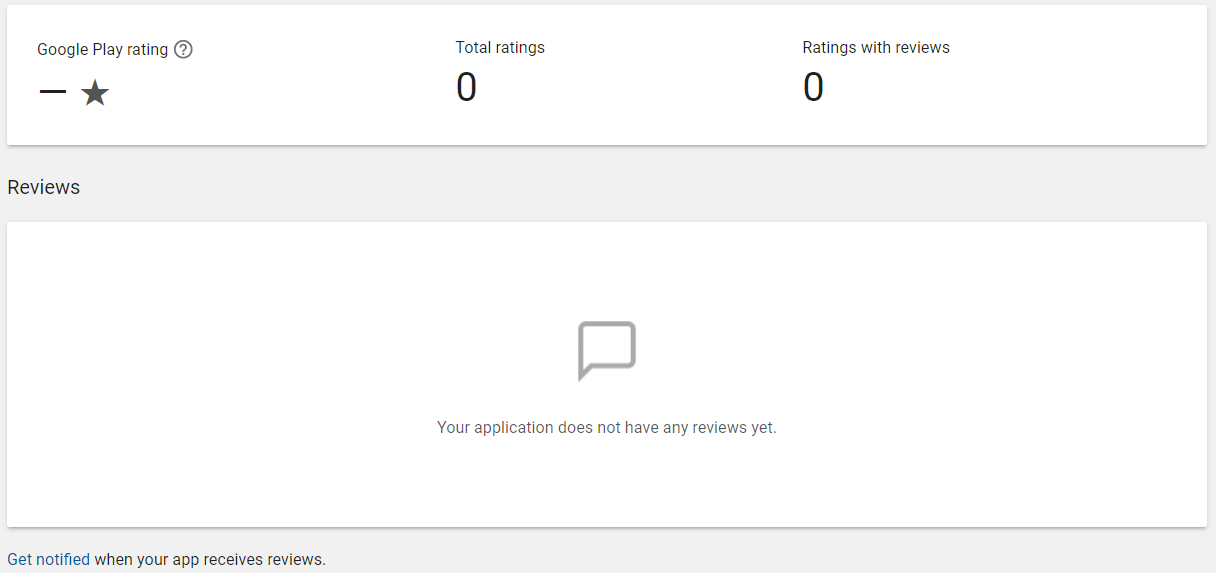 Google Play rating
Total ratings
Ratings with reviews
–
0
0
Reviews
Your application does not have any reviews yet.
Get notified when your app receives reviews.